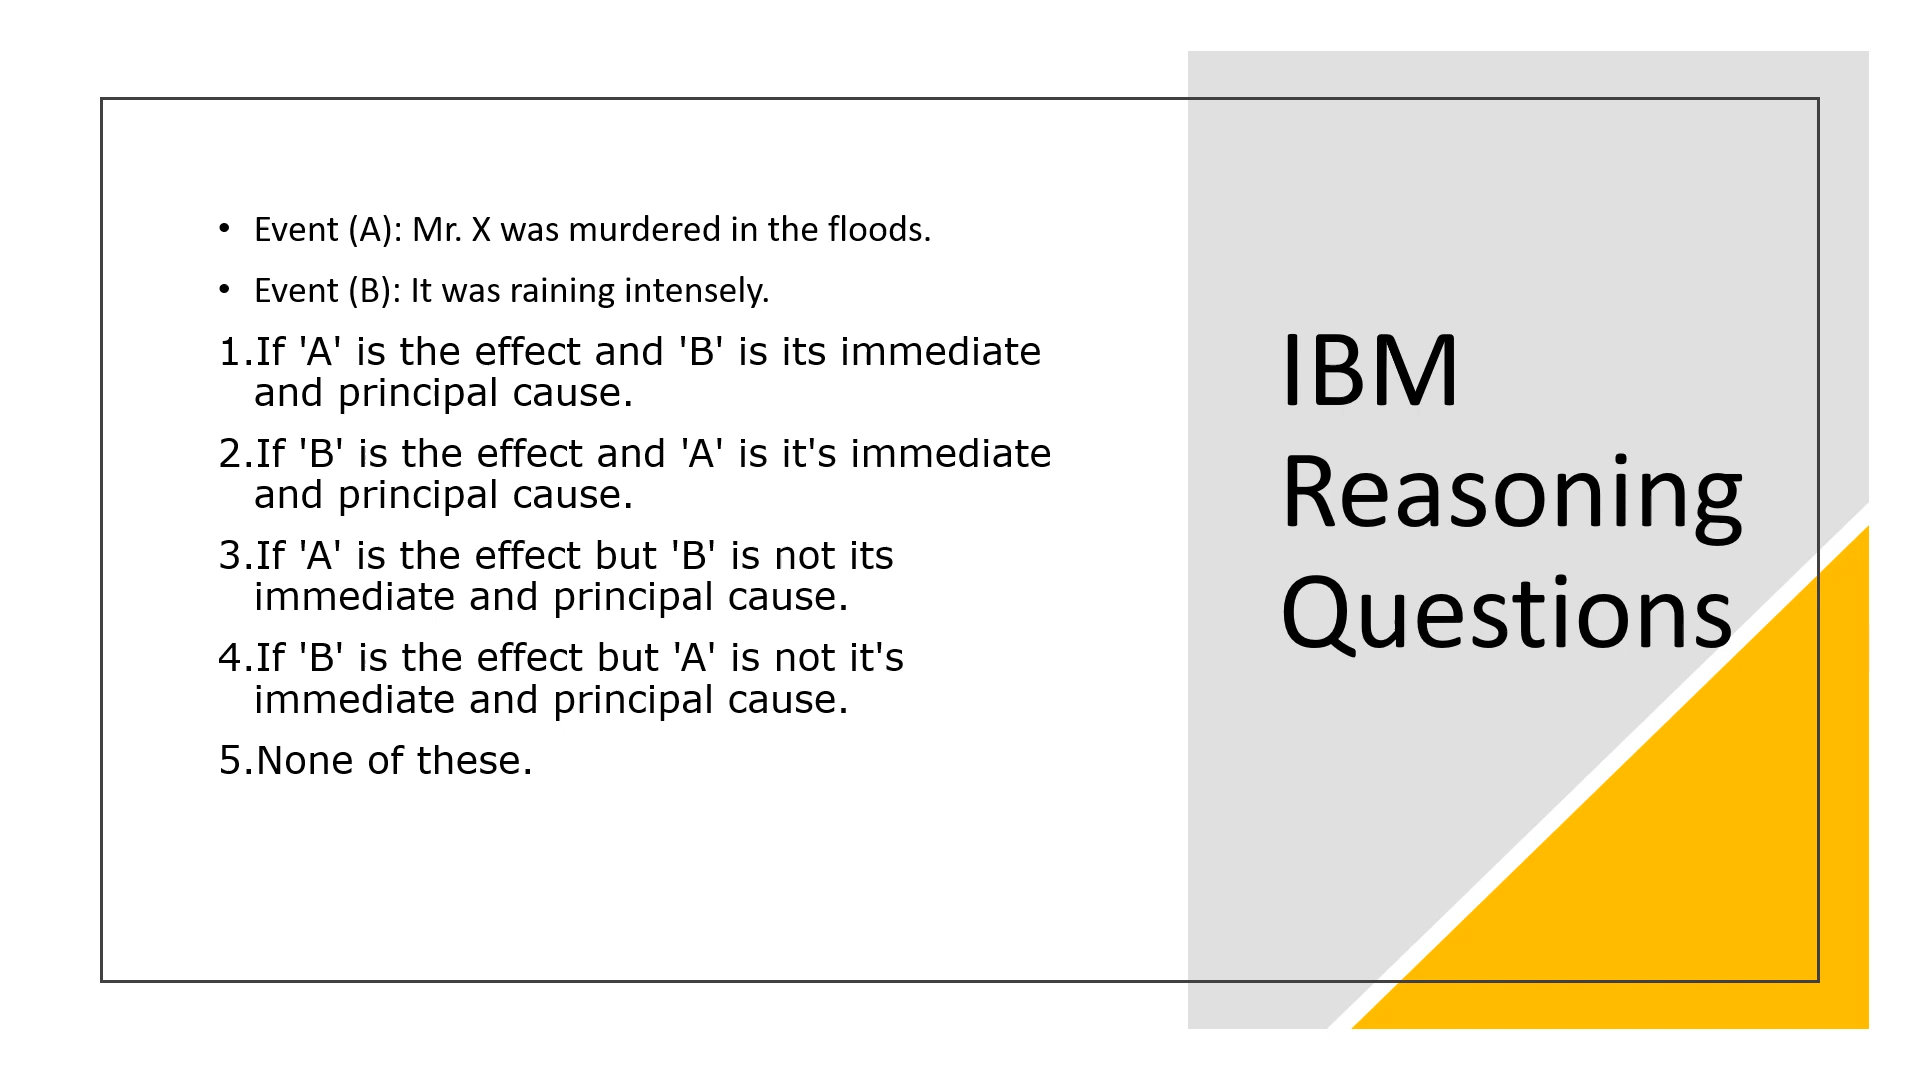 • Event (A): Mr. X was murdered in the floods.
• Event (B): It was raining intensely.
1.If 'A' is the effect and 'B' is its immediate
and principal cause.
2.If 'B' is the effect and 'A' is it's immediate
and principal cause.
3.If 'A' is the effect but 'B' is not its
immediate and principal cause.
4.If 'B' is the effect but 'A' is not it's
immediate and principal cause.
5.None of these.
IBM
Reasoning
Questions